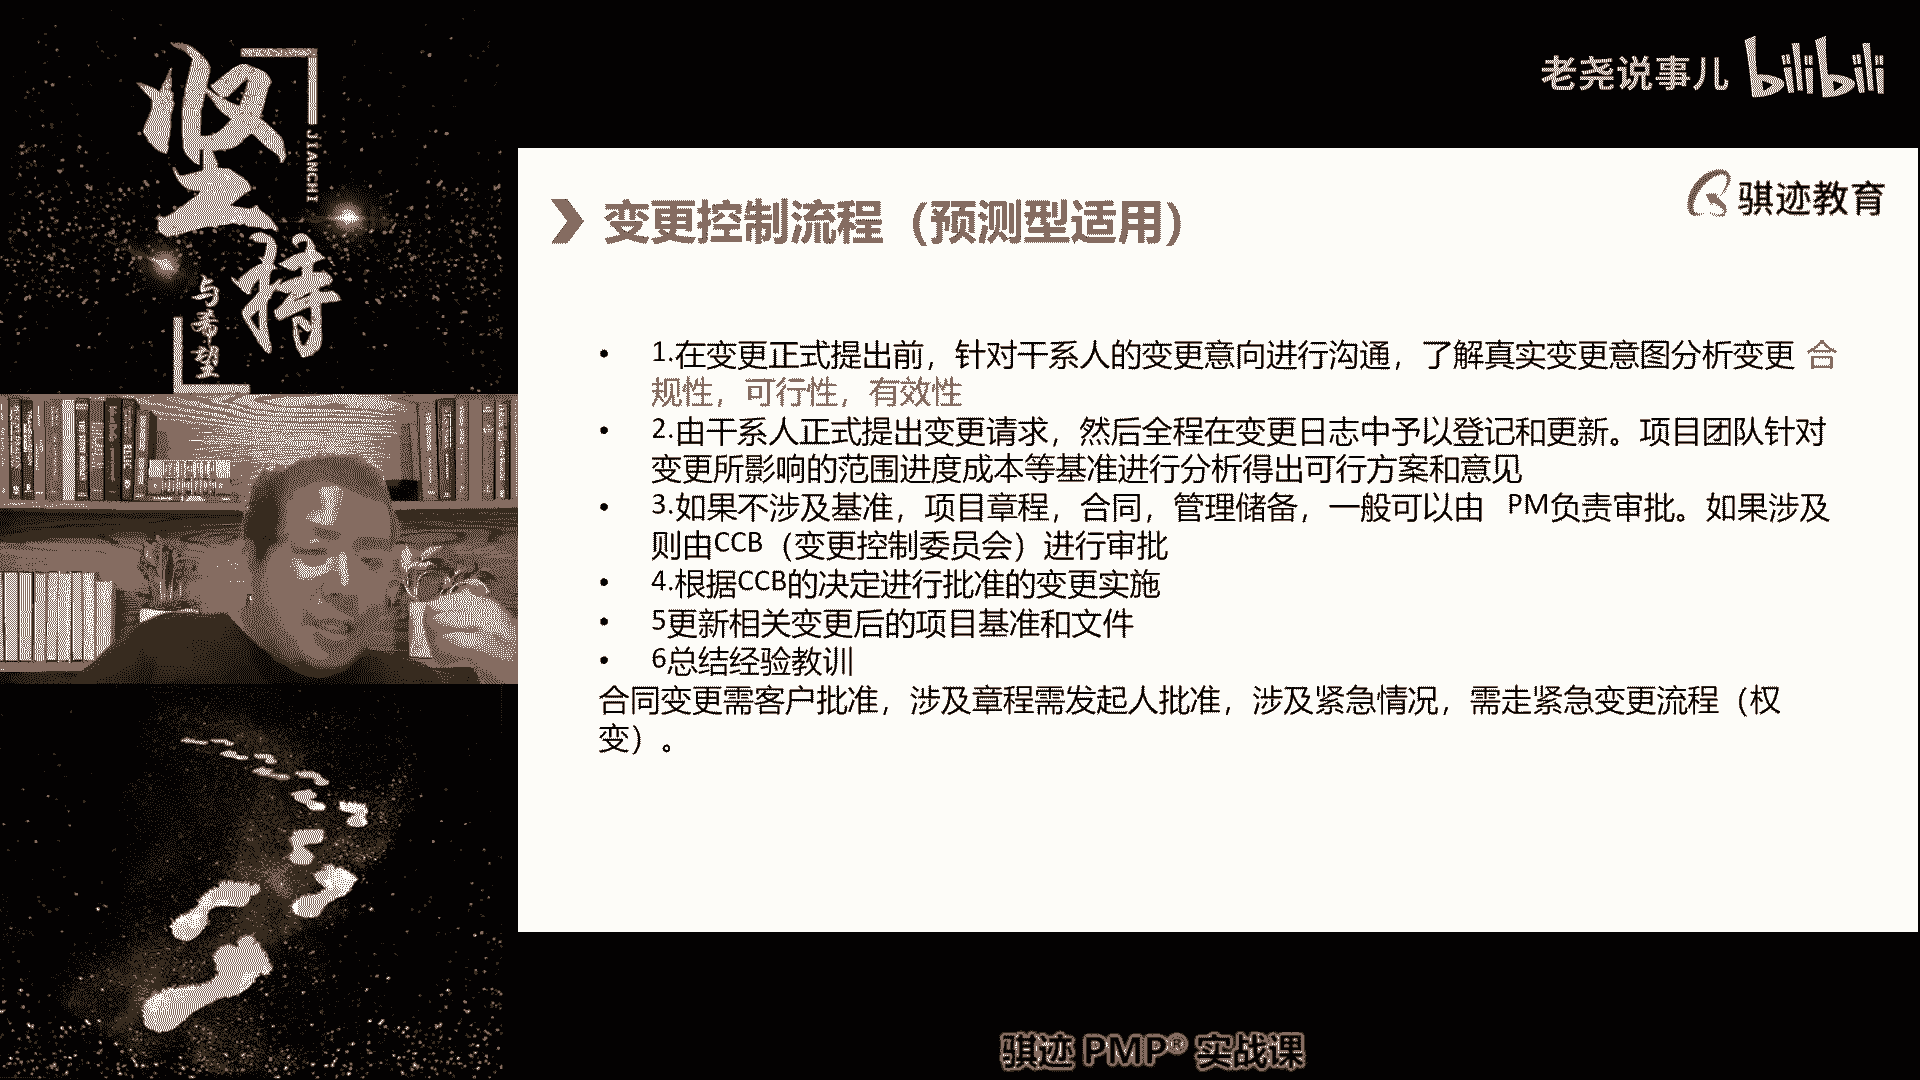 坚持
JIANCHI
与希望
老尧说事儿 bilibili
骐迹教育
变更控制流程（预测型适用）
• 1.在变更正式提出前，针对干系人的变更意向进行沟通，了解真实变更意图分析变更 合
规性，可行性，有效性
• 2.由干系人正式提出变更请求，然后全程在变更日志中予以登记和更新。项目团队针对
变更所影响的范围进度成本等基准进行分析得出可行方案和意见
• 3.如果不涉及基准，项目章程，合同，管理储备，一般可以由 PM负责审批。如果涉及
则由CCB（变更控制委员会）进行审批
• 4.根据CCB的决定进行批准的变更实施
• 5更新相关变更后的项目基准和文件
• 6总结经验教训
合同变更需客户批准，涉及章程需发起人批准，涉及紧急情况，需走紧急变更流程（权
变）。
骐迹 PMP® 实战课